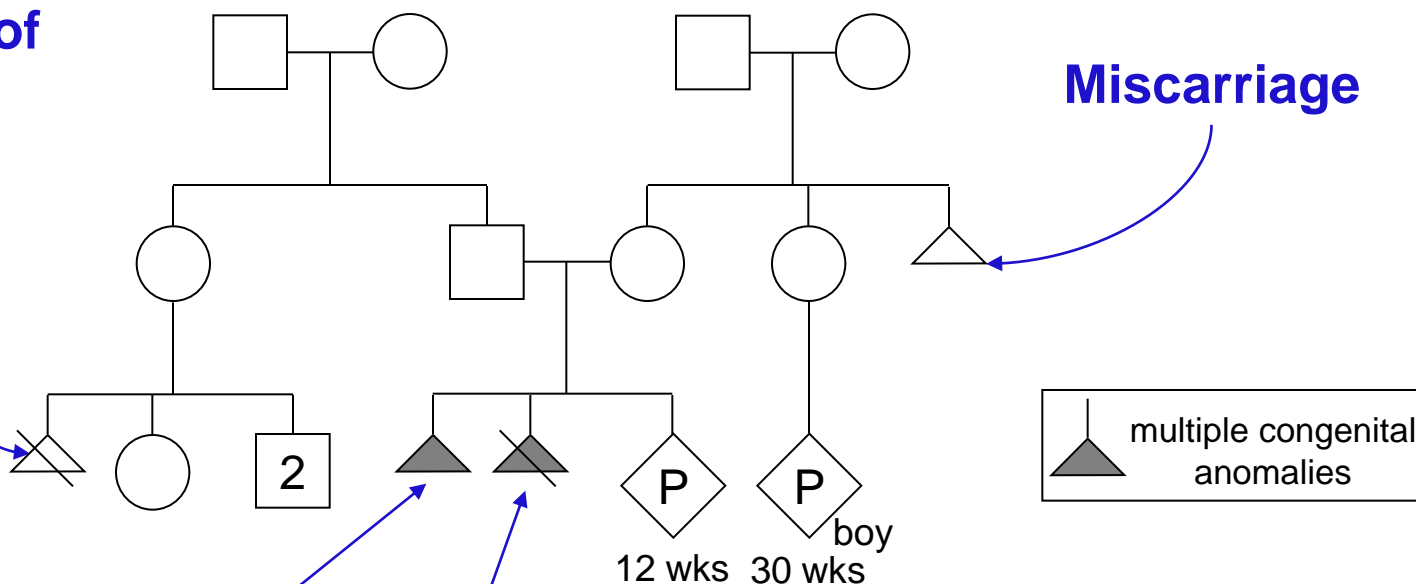 of
Miscarriage
2
P
P
boy
12 wks
30 wks
multiple congenital
anomalies